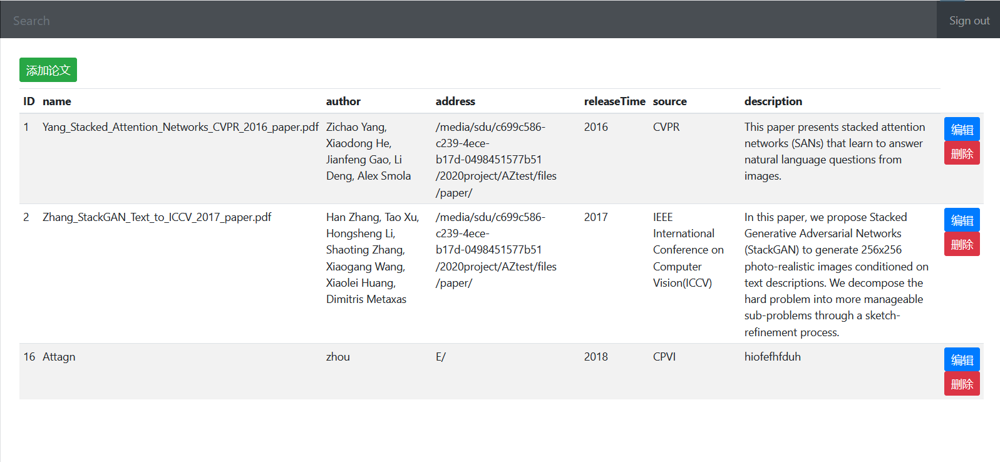 Search
Sign out
添加论文
ID name author address releaseTime source description
1 Yang_Stacked_Attention_Networks_CVPR_2016_paper.pdf
Zichao Yang,
Xiaodong He,
Jianfeng Gao, Li
Deng, Alex Smola
/media/sdu/c699c586-
c239-4ece-
b17d-0498451577b51
/2020project/AZtest/files
/paper/
2016
CVPR
This paper presents stacked attention
networks (SANs) that learn to answer
natural language questions from
images.
编辑
删除
2 Zhang_StackGAN_Text_to_ICCV_2017_paper.pdf
Han Zhang, Tao Xu,
Hongsheng Li,
Shaoting Zhang,
Xiaogang Wang,
Xiaolei Huang,
Dimitris Metaxas
/media/sdu/c699c586-
c239-4ece-
b17d-0498451577b51
/2020project/AZtest/files
/paper/
2017
IEEE
International
Conference on
Computer
Vision(ICCV)
In this paper, we propose Stacked
Generative Adversarial Networks
(StackGAN) to generate 256x256
photo-realistic images conditioned on
text descriptions. We decompose the
hard problem into more manageable
sub-problems through a sketch-
refinement process.
编辑
删除
16 Attagn
zhou
E/
2018
CPVI
hiofefhfduh
编辑
删除